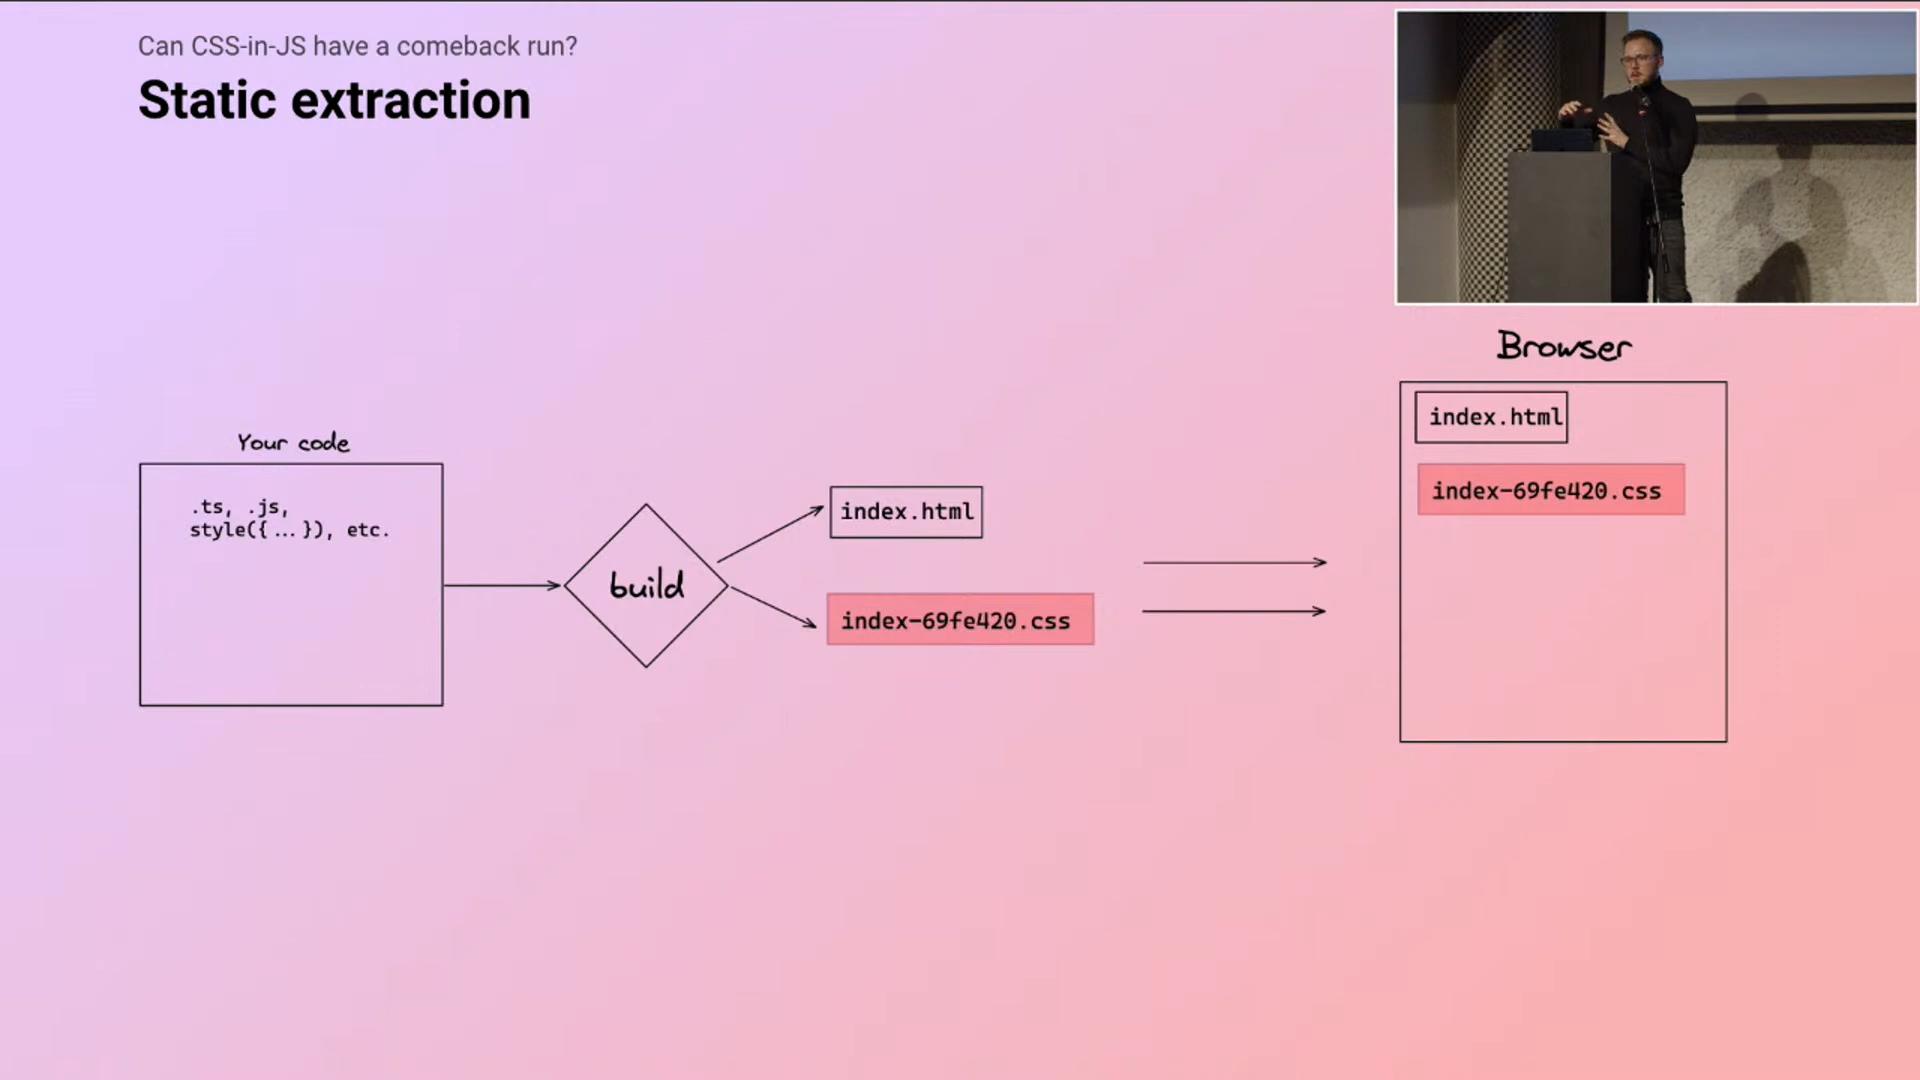 Can CSS-in-JS have a comeback run?
Static extraction
Your code
.ts, .js,
style({ ... }), etc.
build
index.html
index-69fe420.css
Browser
index.html
index-69fe420.css